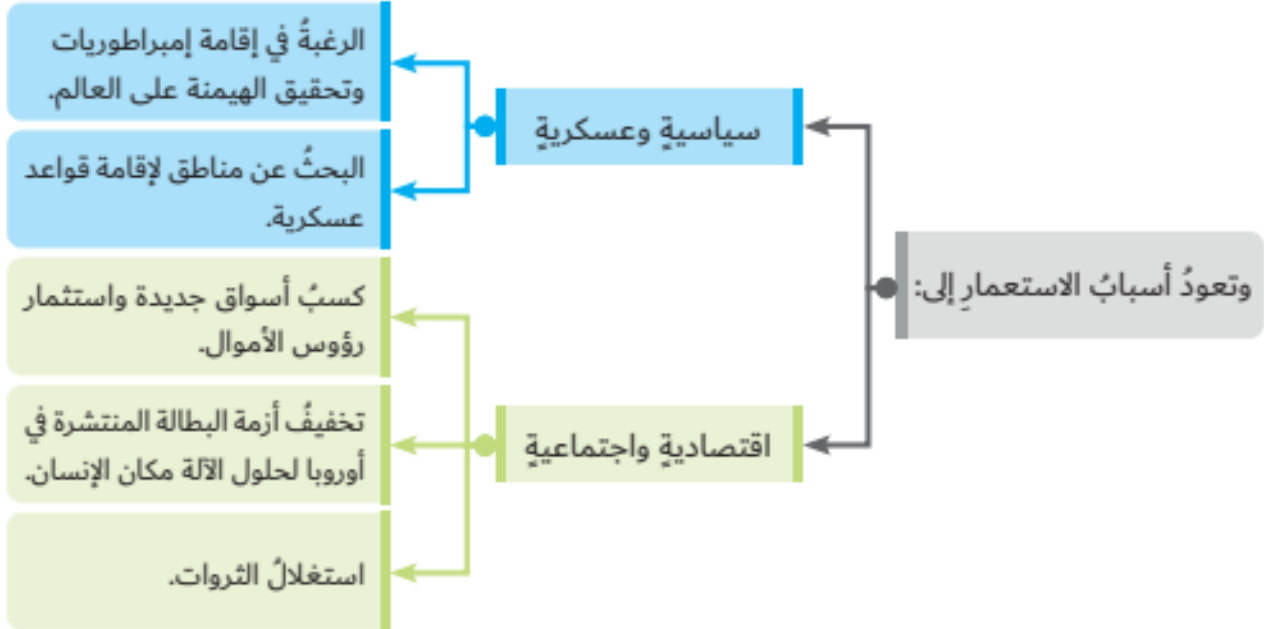 وتعودُ أسبابُ الاستعمارِ إلى:
سياسيةٍ وعسكريةٍ
الرغبةُ في إقامة إمبراطوريات
وتحقيق الهيمنة على العالم.
البحثُ عن مناطق لإقامة قواعد
عسكرية.
اقتصاديةٍ واجتماعيةٍ
كسبُ أسواق جديدة واستثمار
رؤوس الأموال.
تخفيفُ أزمة البطالة المنتشرة في
أوروبا لحلول الآلة مكان الإنسان.
استغلالُ الثروات.